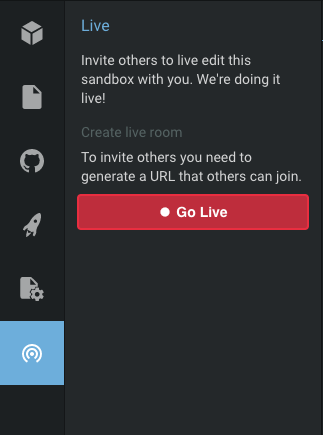 Live
Invite others to live edit this
sandbox with you. We're doing it
live!
Create live room
To invite others you need to
generate a URL that others can join.
Go Live